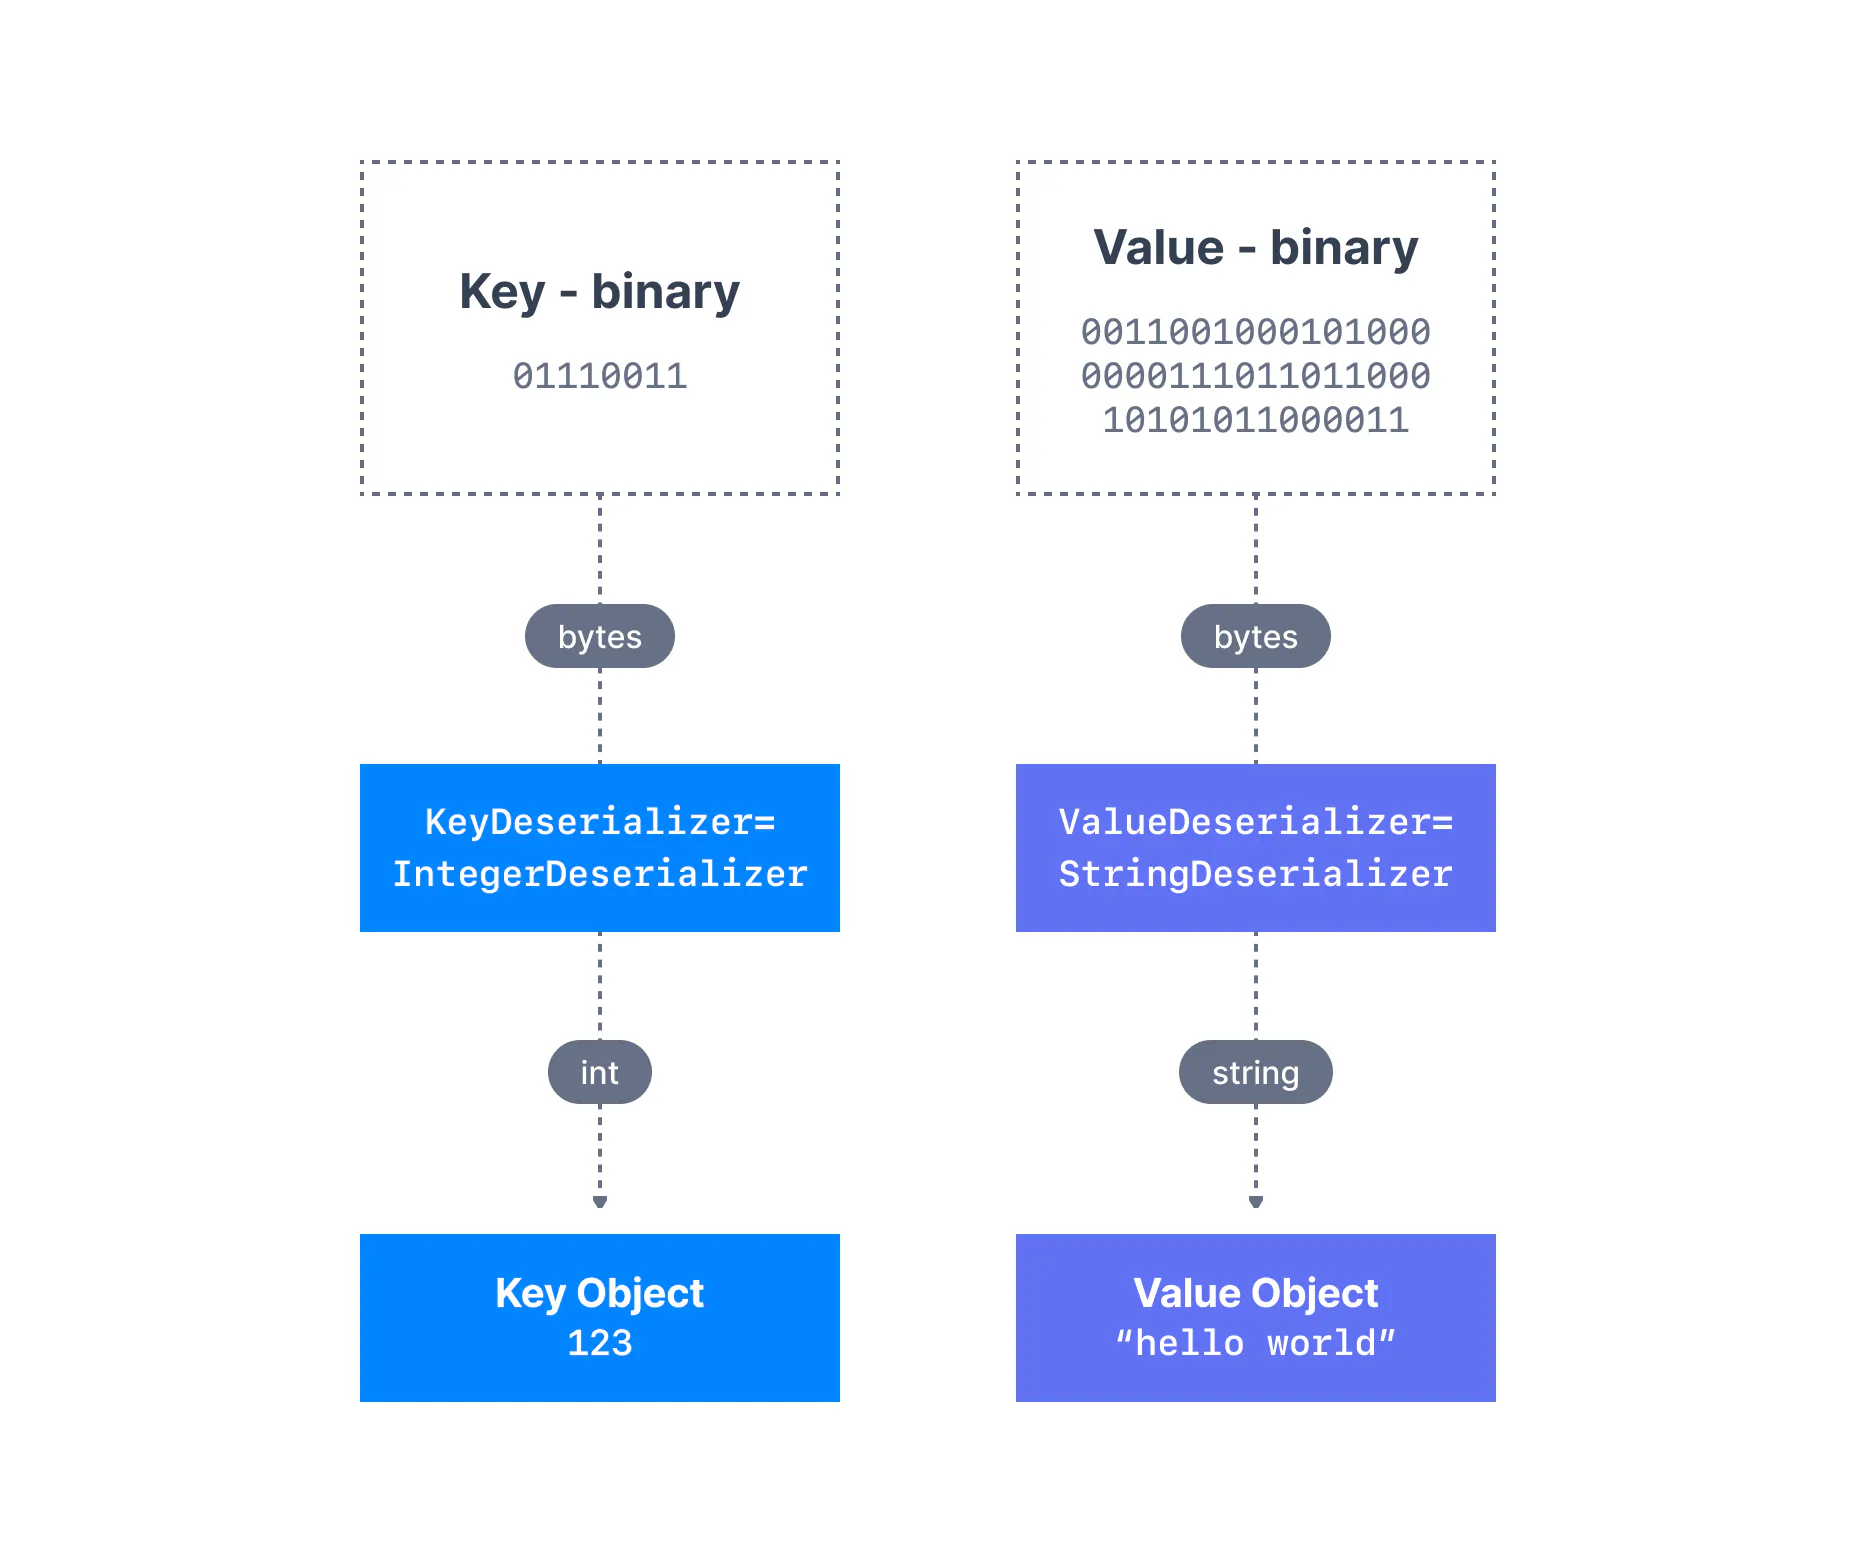 Key - binary
01110011
bytes
KeyDeserializer=
IntegerDeserializer
int
Key Object
123
Value - binary
0011001000101000
0000111011011000
10101011000011
bytes
ValueDeserializer=
StringDeserializer
string
Value Object
“hello world”